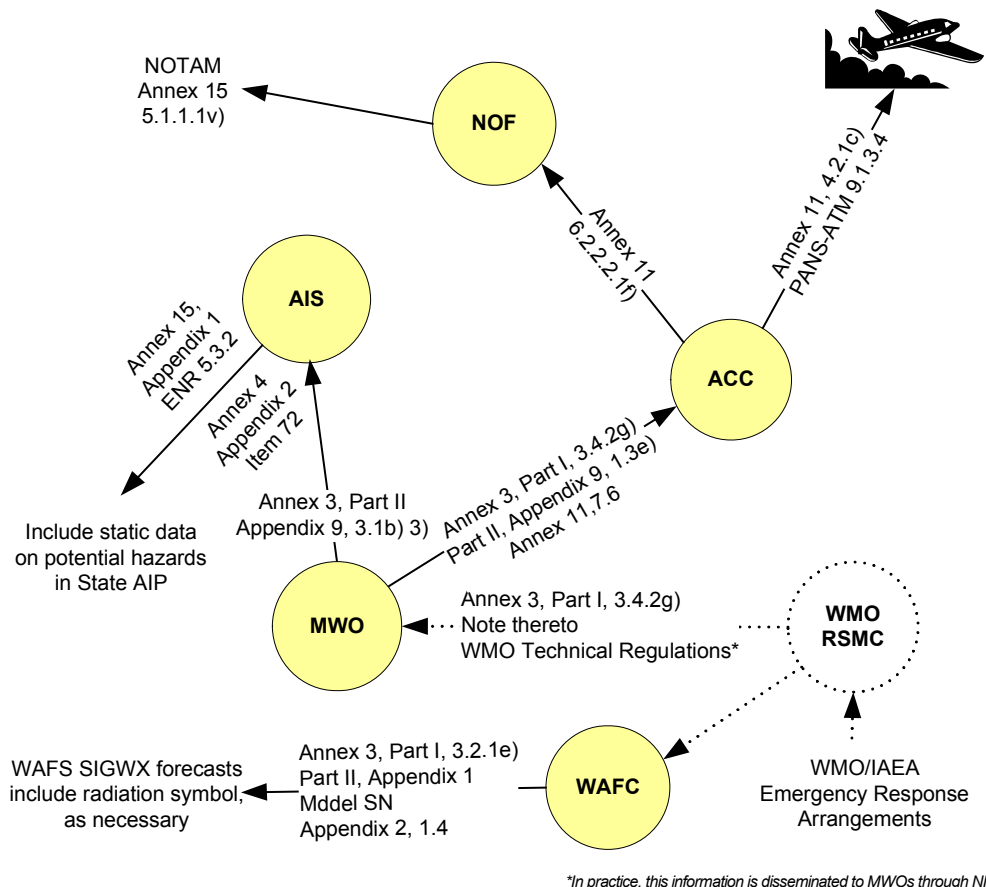 NOTAM
Annex 15
5.1.1.1v)
NOF
Annex 11, 4.2.1c)
PANS-ATM 9.1.3.4
Annex 11
6.2.2.2.1f)
AIS
ACC
Annex 15,
Appendix 1
ENR 5.3.2
Annex 4
Appendix 2
Item 72
Annex 3, Part II
Appendix 9, 3.1b) 3)
Annex 3, Part I, 3.4.2g)
Part II, Appendix 9, 1.3e)
Annex 11,7.6
Include static data
on potential hazards
in State AIP
MWO
Annex 3, Part I, 3.4.2g)
Note thereto
WMO Technical Regulations*
WMO
RSMC
WAFS SIGWX forecasts
include radiation symbol,
as necessary
Annex 3, Part I, 3.2.1e)
Part II, Appendix 1
Mddel SN
Appendix 2, 1.4
WAFC
WMO/IAEA
Emergency Response
Arrangements
*In practice, this information is disseminated to MWOs through